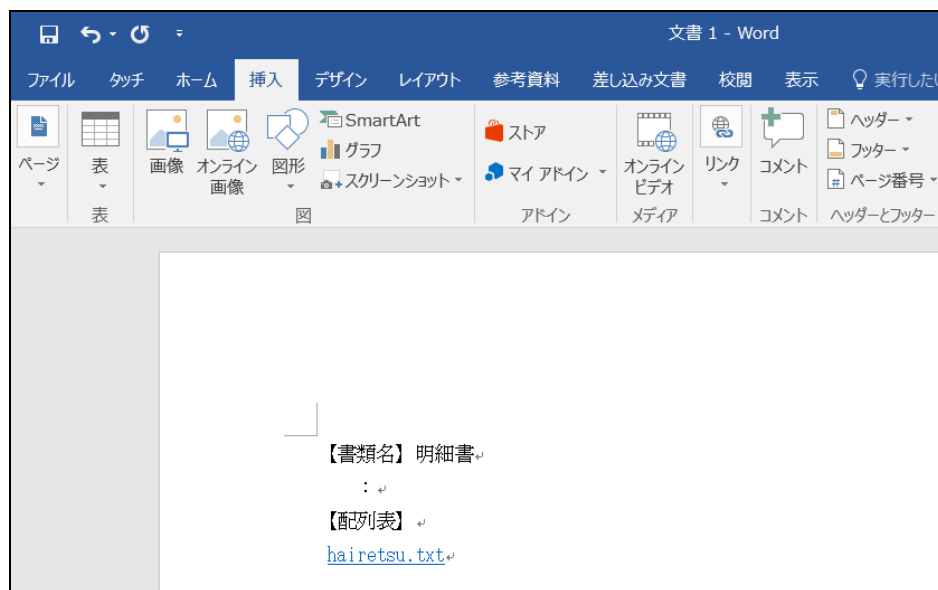 文書 1 - Word
ファイル タッチ ホーム 挿入 デザイン レイアウト 参考資料 差し込み文書 校閲 表示 実行したい
ページ
表
画像
オンライン
画像
図形
SmartArt
グラフ
スクリーンショット
ストア
マイ アドイン
オンライン
ビデオ
リンク
コメント
ヘッダー
フッター
ページ番号
表 図 アドイン メディア コメント ヘッダーとフッター
【書類名】明細書
:
【配列表】
hairetsu.txt